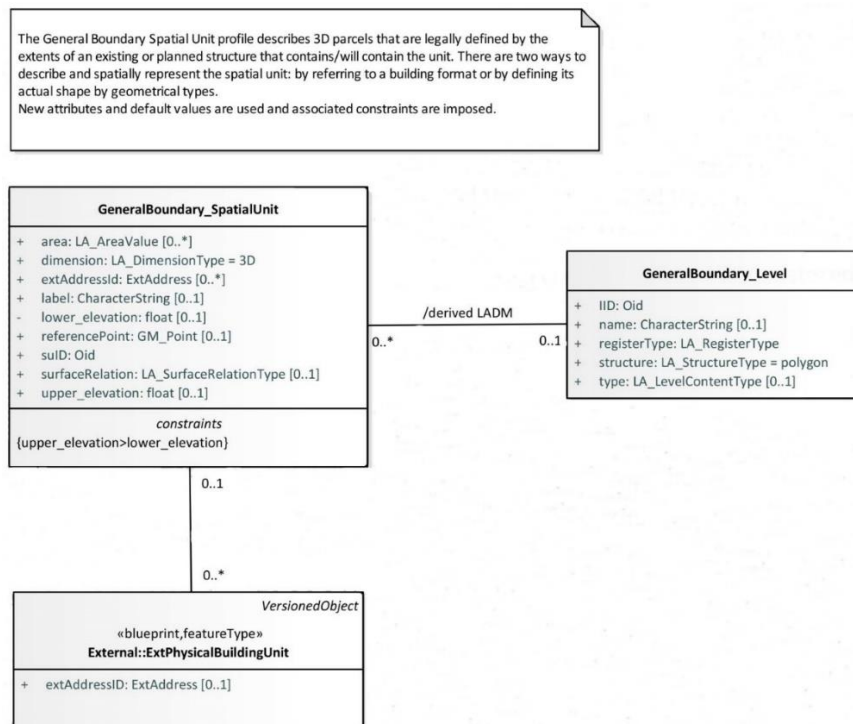 The General Boundary Spatial Unit profile describes 3D parcels that are legally defined by the
extents of an existing or planned structure that contains/will contain the unit. There are two ways to
describe and spatially represent the spatial unit: by referring to a building format or by defining its
actual shape by geometrical types.
New attributes and default values are used and associated constraints are imposed.
GeneralBoundary_SpatialUnit
+ area: LA_AreaValue [0..*]
+ dimension: LA_DimensionType = 3D
+ extAddressId: ExtAddress [0..*]
+ label: CharacterString [0..1]
- lower_elevation: float [0..1]
+ referencePoint: GM_Point [0..1]
+ suID: Oid
+ surfaceRelation: LA_SurfaceRelationType [0..1]
+ upper_elevation: float [0..1]
constraints
{upper_elevation>lower_elevation}
/derived LADM
0..*
0..1
GeneralBoundary_Level
+ lID: Oid
+ name: CharacterString [0..1]
+ registerType: LA_RegisterType
+ structure: LA_StructureType = polygon
+ type: LA_LevelContentType [0..1]
0..1
0..*
VersionedObject
«blueprint,featureType»
External::ExtPhysicalBuildingUnit
+ extAddressID: ExtAddress [0..1]